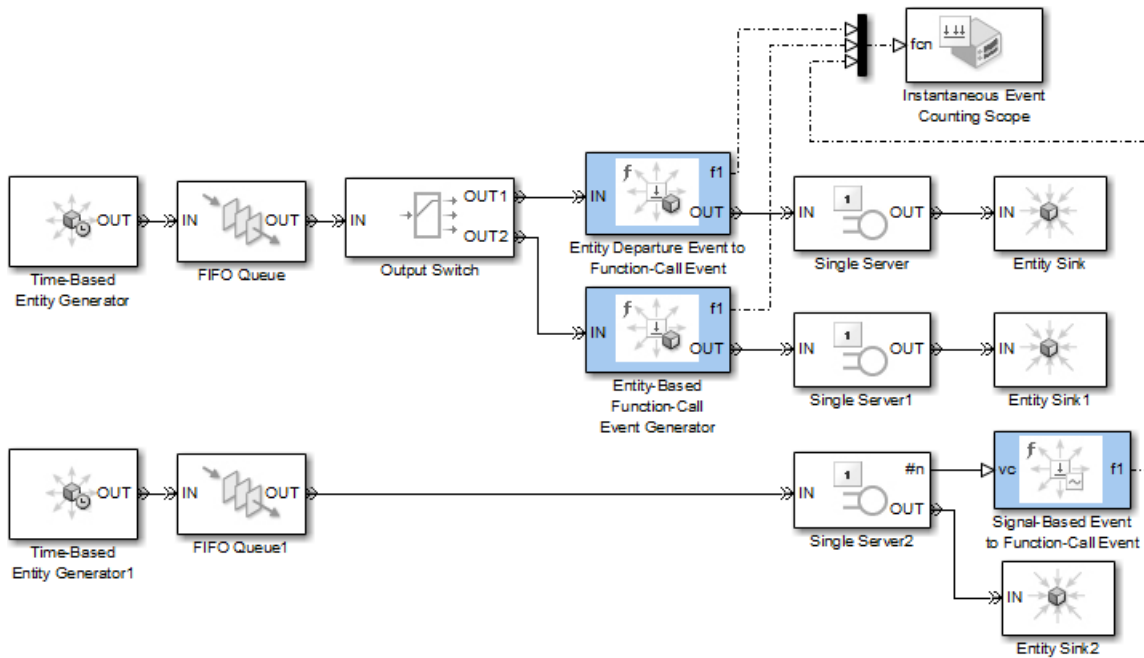 fcn
Instantaneous Event
Counting Scope
OUT
Time-Based
Entity Generator
IN OUT
FIFO Queue
IN OUT1
OUT2
Output Switch
IN f1
OUT
Entity Departure Event to
Function-Call Event
IN OUT
1
Single Server
IN
Entity Sink
IN f1
OUT
Entity-Based
Function-Call
Event Generator
IN OUT
1
Single Server1
IN
Entity Sink1
OUT
Time-Based
Entity Generator1
IN OUT
FIFO Queue1
IN #n
1
OUT
Single Server2
vc f1
Signal-Based Event
to Function-Call Event
IN
Entity Sink2